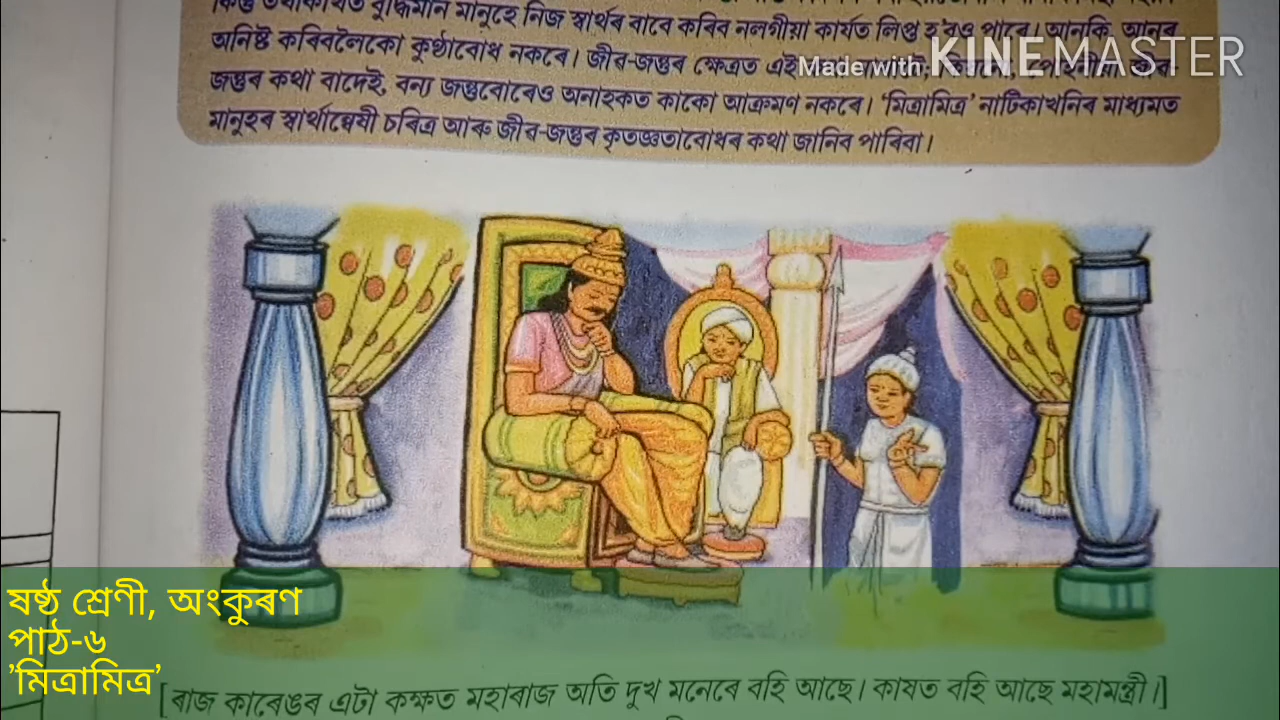 কিন্তু তথাকথিত বুদ্ধিমান মানুহে নিজ স্বাৰ্থৰ বাবে কৰিব নলগীয়া কাৰ্যত লিপ্ত হ'বও পাৰে। আনকি, আনৰ
অনিষ্ট কৰিবলৈকো কুণ্ঠাবোধ নকৰে। জীৱ-জন্তুৰ ক্ষেত্ৰত এই
Made with KINEMASTER
জন্তুৰ কথা বাদেই, বন্য জন্তুবোৰেও অনাহকত কাকো আক্ৰমণ নকৰে। 'মিত্ৰামিত্ৰ' নাটিকাখনিৰ মাধ্যমত
মানুহৰ স্বাৰ্থান্বেষী চৰিত্ৰ আৰু জীৱ-জন্তুৰ কৃতজ্ঞতাবোধৰ কথা জানিব পাৰিবা।
ষষ্ঠ শ্ৰেণী, অংকুৰণ
পাঠ-৬
'মিত্ৰামিত্ৰ'
[ৰাজ কাৰেঙৰ এটা কক্ষত মহাৰাজ অতি দুখ মনেৰে বহি আছে। কাষত বহি আছে মহামন্ত্ৰী।]